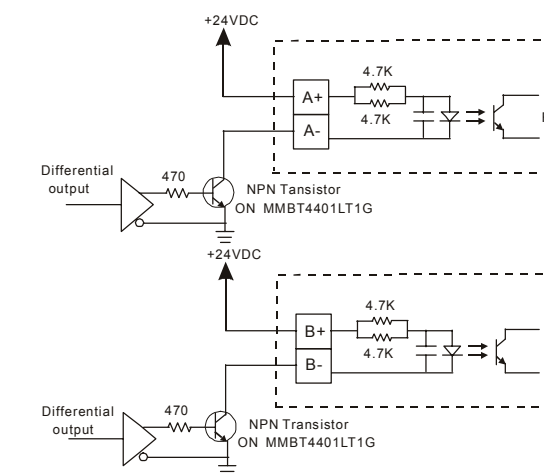 +24VDC
4.7K
A+
4.7K
A-
Differential
output
470
NPN Tansistor
ON MMBT4401LT1G
+24VDC
4.7K
B+
4.7K
B-
Differential
output
470
NPN Transistor
ON MMBT4401LT1G